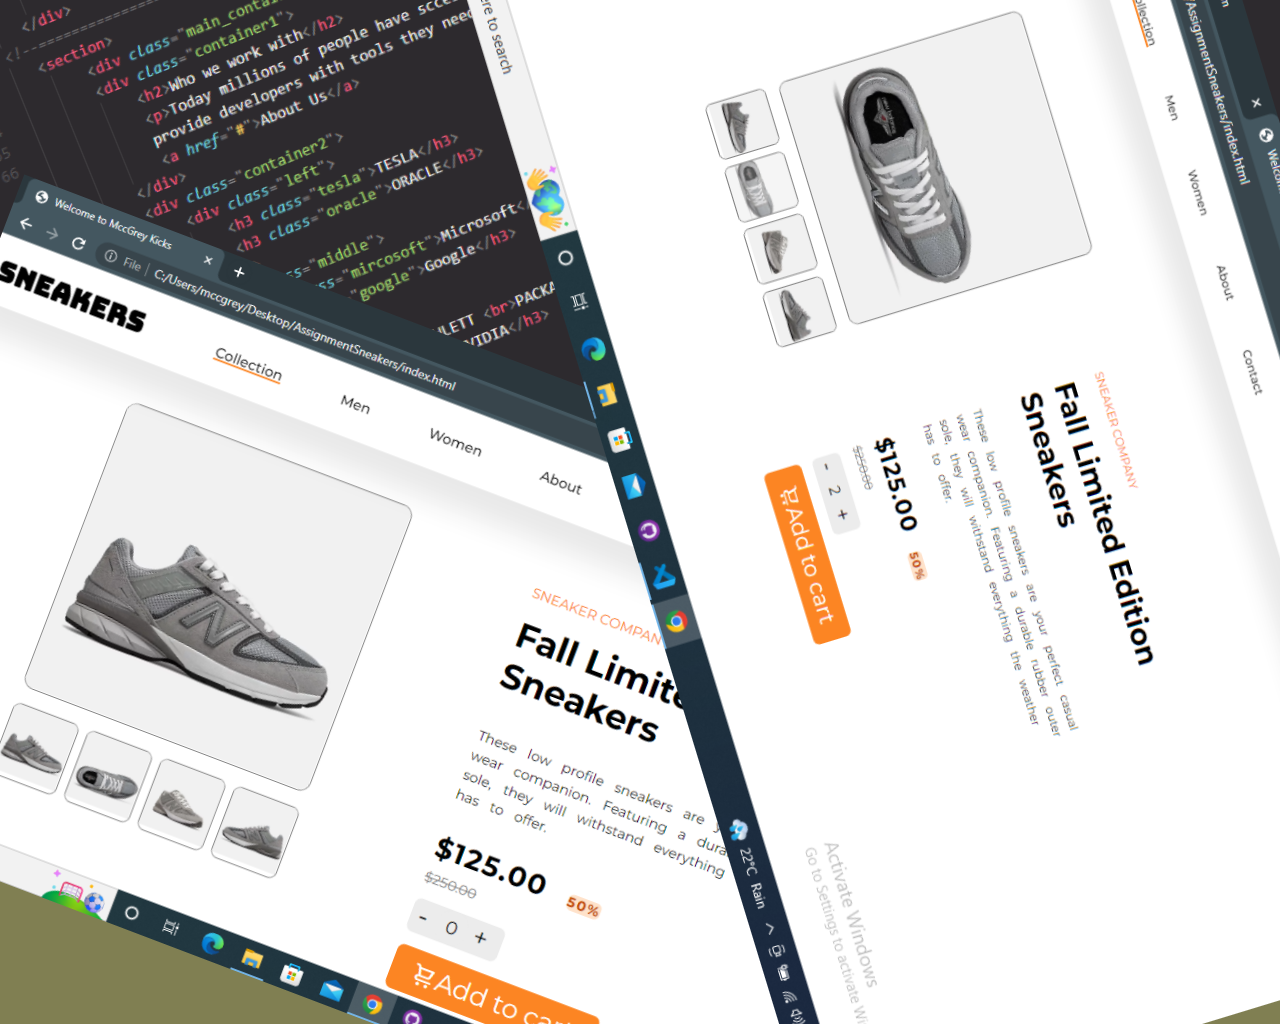 </div>
<!--
<section>
<div class="main_contai
<div class="container1">
<h2>Who we work with</h2>
<p>Today millions of people have succe
provide developers with tools they nee
<a href="#">About Us</a>
</div>
<div class="container2">
<div class="left">
<h3 class="tesla">TESLA</h3>
<h3 class="oracle">ORACLE</h3>
="middle">
ss="mircosoft">Microsoft<
"google">Google</h3>
LETT <br>PACKA
VIDIA</h3>
66
Welcome to MccGrey Kicks
File
C:/Users/mccgrey/Desktop/AssignmentSneakers/index.html
SNEAKERS
Collection
Men
Women
About
SNEAKER COMPAN
Fall Limite
Sneakers
These low profile sneakers are y
wear companion. Featuring a dura
sole, they will withstand everything
has to offer.
$125.00
50%
$250.00
- 0 +
Add to car
ere to search
/AssignmentSneakers/index.html
Welcom
ollection
Men
Women
About
Contact
SNEAKER COMPANY
Fall Limited Edition
Sneakers
These low profile sneakers are your perfect casual
wear companion. Featuring a durable rubber outer
sole, they will withstand everything the weather
has to offer.
$125.00
50%
$250.00
- 2 +
Add to cart
Activate Windows
Go to Settings to activate Wi
22°C Rain